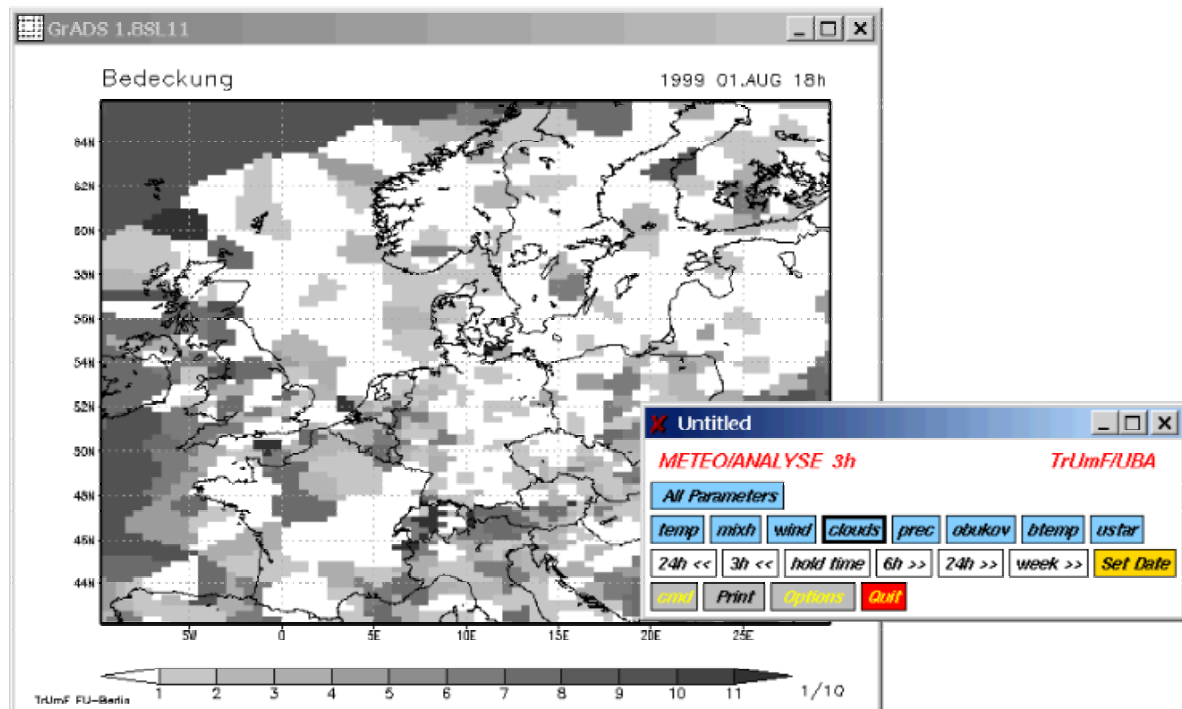 GrADS 1.8SL11
Bedeckung
1999 01.AUG 18h
64N
62N
60N
58N
56N
54N
52N
50N
48N
46N
44N
5W 0 5E 10E 15E 20E 25E
1 2 3 4 5 6 7 8 9 10 11 1/10
TrUmF FU-Berlin
Untitled
METEO/ANALYSE 3h TrUmF/UBA
All Parameters
temp mixh wind clouds prec obukov btemp ustar
24h << 3h << hold time 6h >> 24h >> week >> Set Date
cmd Print Options Quit